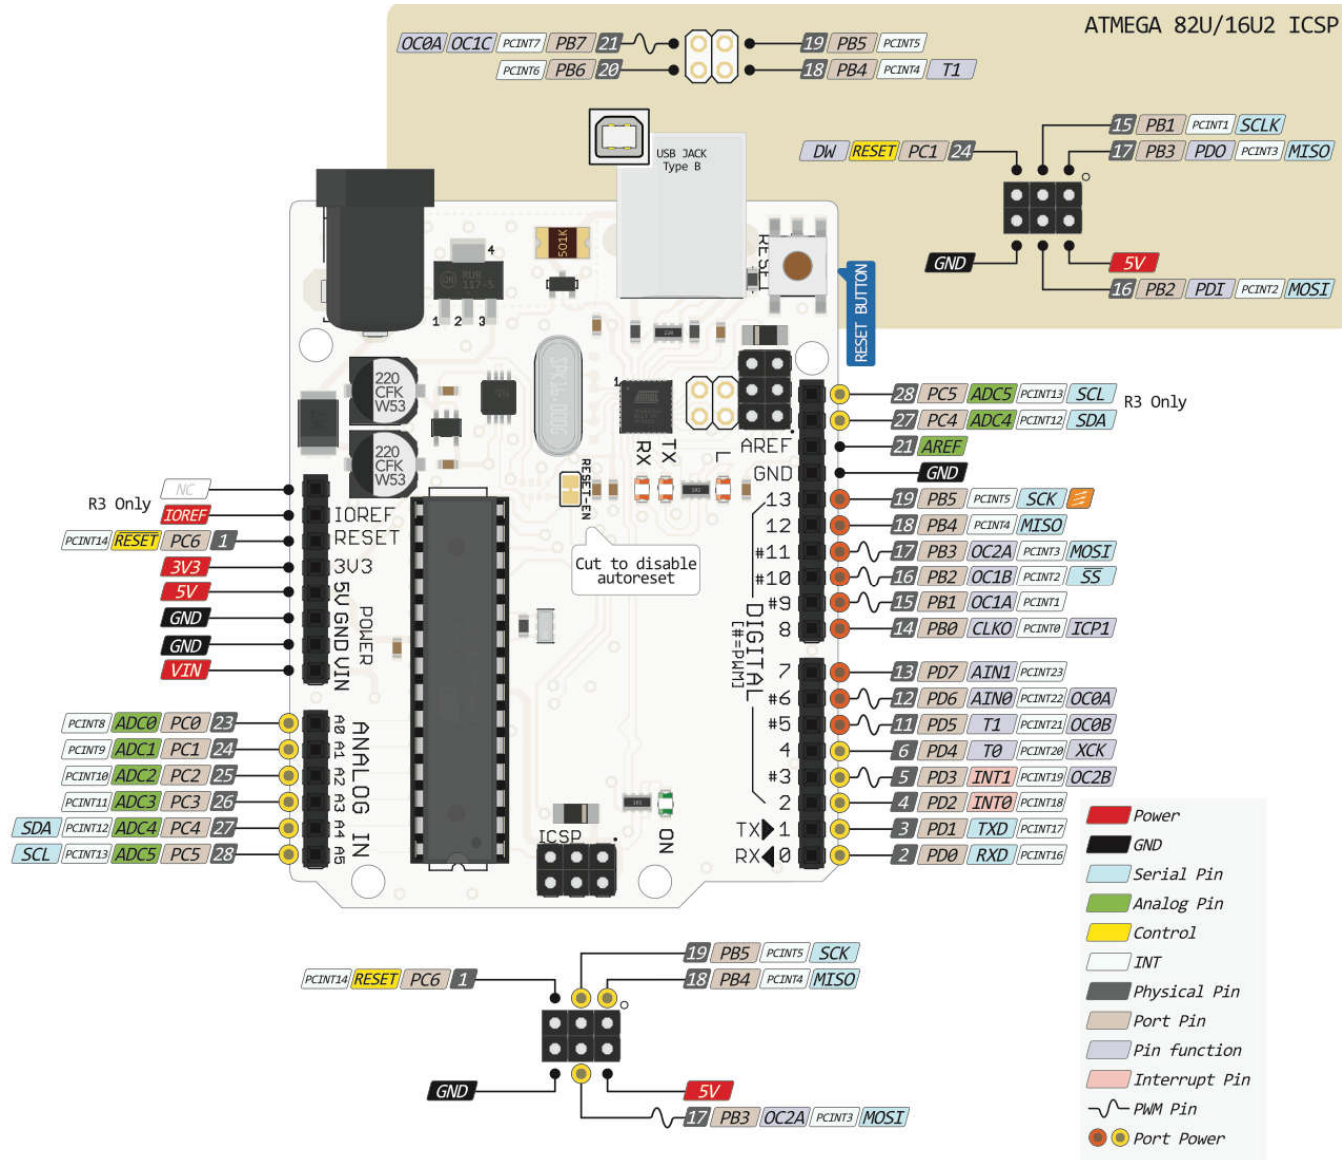 ATMEGA 82U/16U2 ICSP
OC0A OC1C PCINT7 PB7 21
19 PB5 PCINT5
PCINT6 PB6 20
18 PB4 PCINT4 T1
15 PB1 PCINT1 SCLK
DW RESET PC1 24
17 PB3 PDO PCINT3 MISO
USB JACK
Type B
GND
5V
16 PB2 PDI PCINT2 MOSI
RESET
RESET BUTTON
501K
4
1 2 3
220
CFK
W53
220
CFK
W53
1
RX
TX
L
RESET-EN
Cut to disable
autoreset
28 PC5 ADC5 PCINT13 SCL
R3 Only
27 PC4 ADC4 PCINT12 SDA
AREF 21 AREF
GND GND
13 19 PB5 PCINT5 SCK
12 18 PB4 PCINT4 MISO
#11 17 PB3 OC2A PCINT3 MOSI
#10 16 PB2 OC1B PCINT2 SS
#9 15 PB1 OC1A PCINT1
8 14 PB0 CLKO PCINT0 ICP1
DIGITAL
[#=PWM]
7 13 PD7 AIN1 PCINT23
#6 12 PD6 AIN0 PCINT22 OC0A
#5 11 PD5 T1 PCINT21 OC0B
4 6 PD4 T0 PCINT20 XCK
#3 5 PD3 INT1 PCINT19 OC2B
2 4 PD2 INT0 PCINT18
TX 1 3 PD1 TXD PCINT17
RX 0 2 PD0 RXD PCINT16
R3 Only
NC
IOREF IOREF
PCINT14 RESET PC6 1 RESET
3V3 3V3
5V 5V
GND GND
GND
VIN VIN
POWER
PCINT8 ADC0 PC0 23 A0
PCINT9 ADC1 PC1 24 A1
PCINT10 ADC2 PC2 25 A2
PCINT11 ADC3 PC3 26 A3
SDA PCINT12 ADC4 PC4 27 A4
SCL PCINT13 ADC5 PC5 28 A5
ANALOG IN
ICSP
ON
19 PB5 PCINT5 SCK
PCINT14 RESET PC6 1
18 PB4 PCINT4 MISO
GND
5V
17 PB3 OC2A PCINT3 MOSI
Power
GND
Serial Pin
Analog Pin
Control
INT
Physical Pin
Port Pin
Pin function
Interrupt Pin
PWM Pin
Port Power